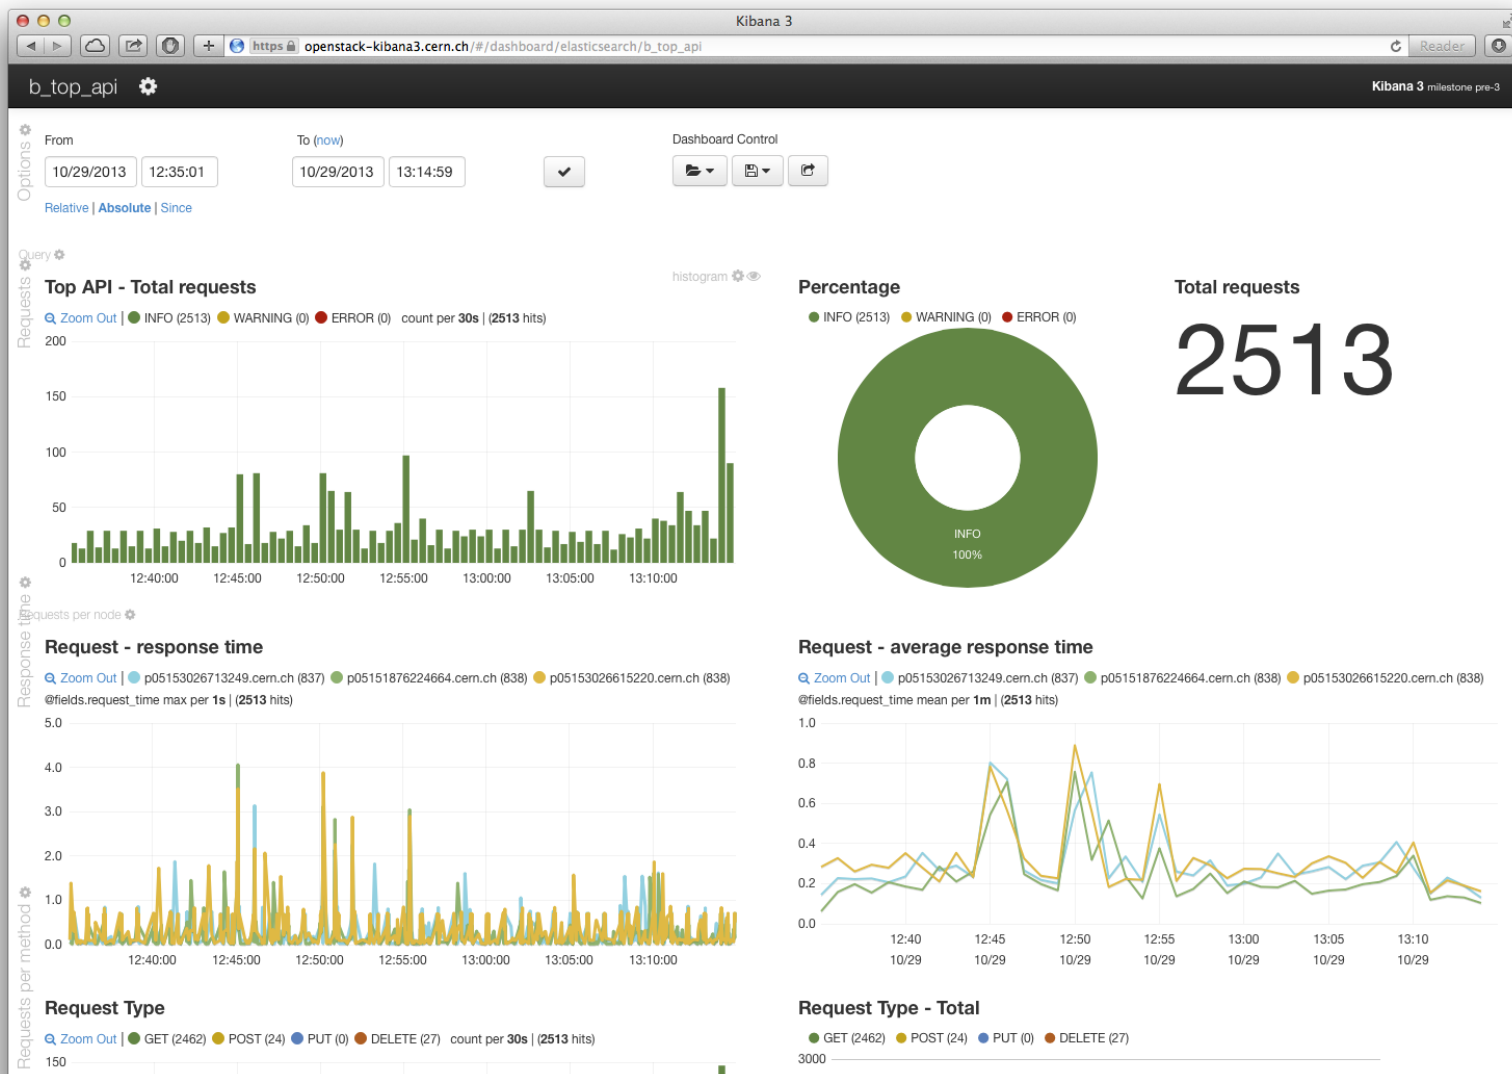 Kibana 3
https openstack-kibana3.cern.ch/#/dashboard/elasticsearch/b_top_api Reader
b_top_api Kibana 3 milestone pre-3
Options
From To (now) Dashboard Control
10/29/2013 12:35:01 10/29/2013 13:14:59
Relative | Absolute | Since
Query
Requests
histogram
Top API - Total requests
Zoom Out | INFO (2513) WARNING (0) ERROR (0) count per 30s | (2513 hits)
200
150
100
50
0
12:40:00 12:45:00 12:50:00 12:55:00 13:00:00 13:05:00 13:10:00
Percentage
INFO (2513) WARNING (0) ERROR (0)
INFO
100%
Total requests
2513
Requests per node
Response time
Request - response time
Zoom Out | p05153026713249.cern.ch (837) p05151876224664.cern.ch (838) p05153026615220.cern.ch (838)
@fields.request_time max per 1s | (2513 hits)
5.0
4.0
3.0
2.0
1.0
0.0
12:40:00 12:45:00 12:50:00 12:55:00 13:00:00 13:05:00 13:10:00
Request - average response time
Zoom Out | p05153026713249.cern.ch (837) p05151876224664.cern.ch (838) p05153026615220.cern.ch (838)
@fields.request_time mean per 1m | (2513 hits)
1.0
0.8
0.6
0.4
0.2
0.0
12:40 12:45 12:50 12:55 13:00 13:05 13:10
10/29 10/29 10/29 10/29 10/29 10/29 10/29
Requests per method
Request Type
Zoom Out | GET (2462) POST (24) PUT (0) DELETE (27) count per 30s | (2513 hits)
150
Request Type - Total
GET (2462) POST (24) PUT (0) DELETE (27)
3000